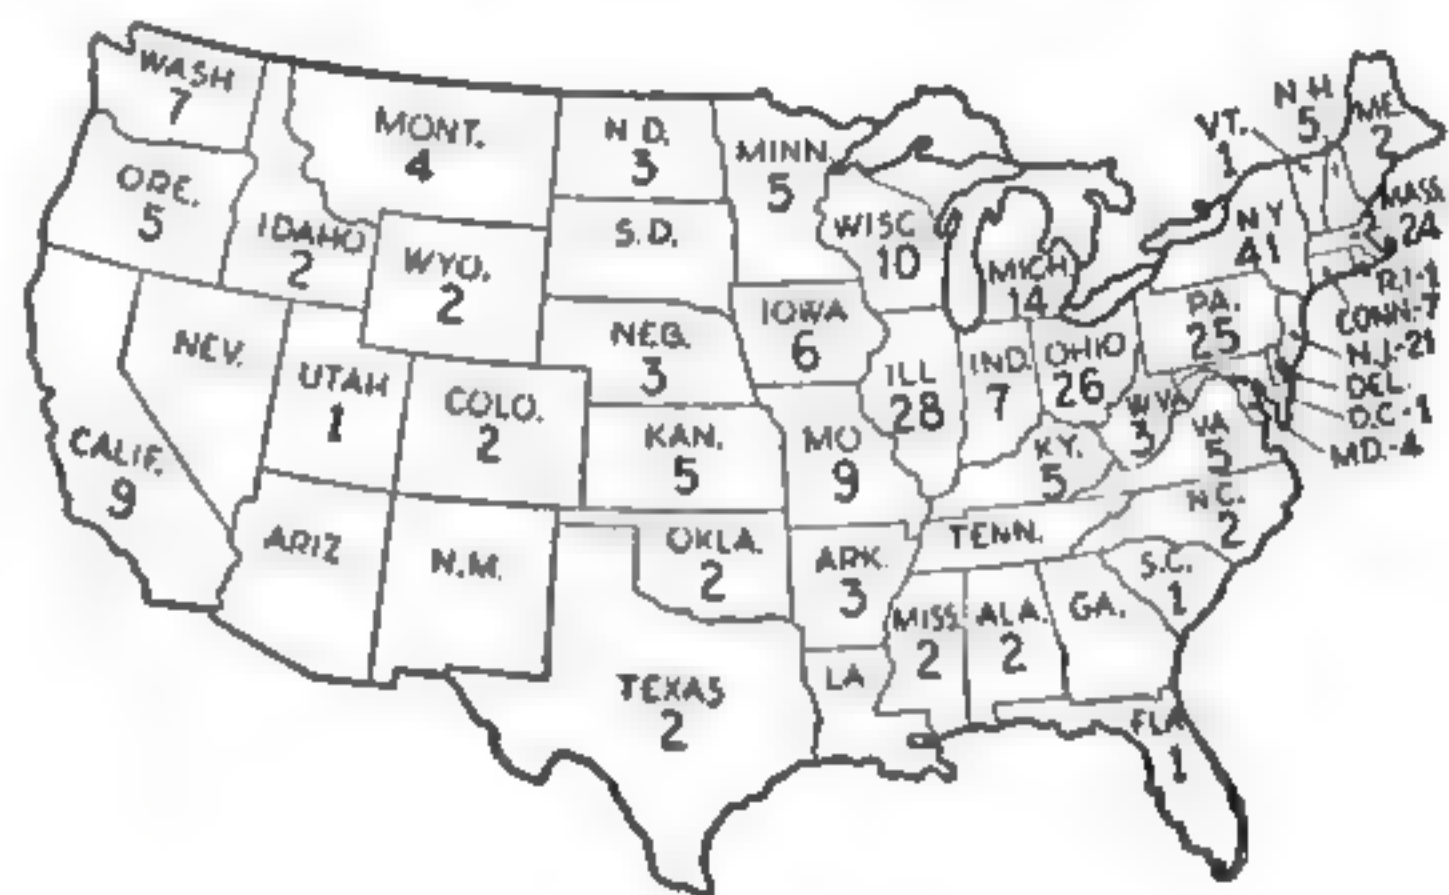 WASH
7
MONT.
4
N.D.
3
MINN.
5
VT.
1
N.H.
5
ME.
2
ORE.
5
IDAHO
2
WYO.
2
S.D.
WISC
10
MICH
14
N.Y
41
MASS.
24
R.I-1
CONN.-7
N.J.-21
DEL.
D.C-1
MD.-4
NEV.
UTAH
1
COLO.
2
NEB.
3
IOWA
6
ILL
28
IND.
7
OHIO
26
PA.
25
W.VA
3
VA
5
CALIF.
9
KAN.
5
MO
9
KY.
5
N.C.
2
ARIZ
N.M.
OKLA.
2
ARK.
3
TENN.
S.C.
1
MISS.
2
ALA.
2
GA.
TEXAS
2
LA
FLA
1